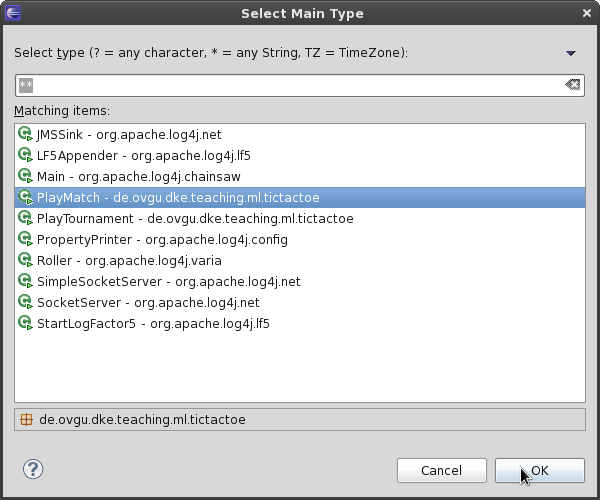 Select Main Type
Select type (? = any character, * = any String, TZ = TimeZone):
**
Matching items:
JMSSink - org.apache.log4j.net
LF5Appender - org.apache.log4j.lf5
Main - org.apache.log4j.chainsaw
PlayMatch - de.ovgu.dke.teaching.ml.tictactoe
PlayTournament - de.ovgu.dke.teaching.ml.tictactoe
PropertyPrinter - org.apache.log4j.config
Roller - org.apache.log4j.varia
SimpleSocketServer - org.apache.log4j.net
SocketServer - org.apache.log4j.net
StartLogFactor5 - org.apache.log4j.lf5
de.ovgu.dke.teaching.ml.tictactoe
? Cancel OK